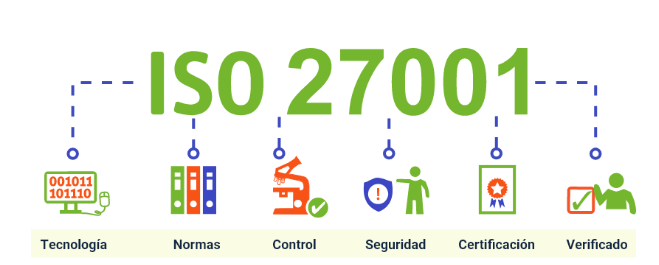 ISO 27001
001011
101110
!
Tecnología
Normas
Control
Seguridad
Certificación
Verificado